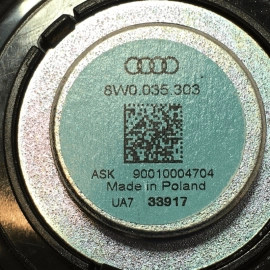 8W0.035.303
ASK 90010004704
Made in Poland
UA7 33917